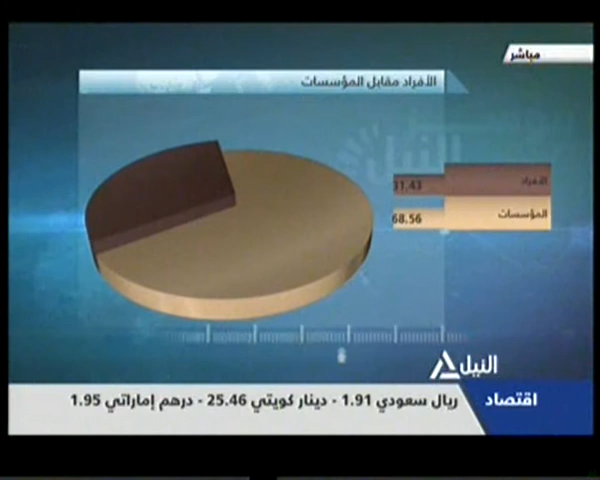 مباشر
الأفراد مقابل المؤسسات
النيل
الأفراد 31.43
المؤسسات 68.56
النيل
اقتصاد
ريال سعودي 1.91 - دينار كويتي 25.46 - درهم إماراتي 1.95